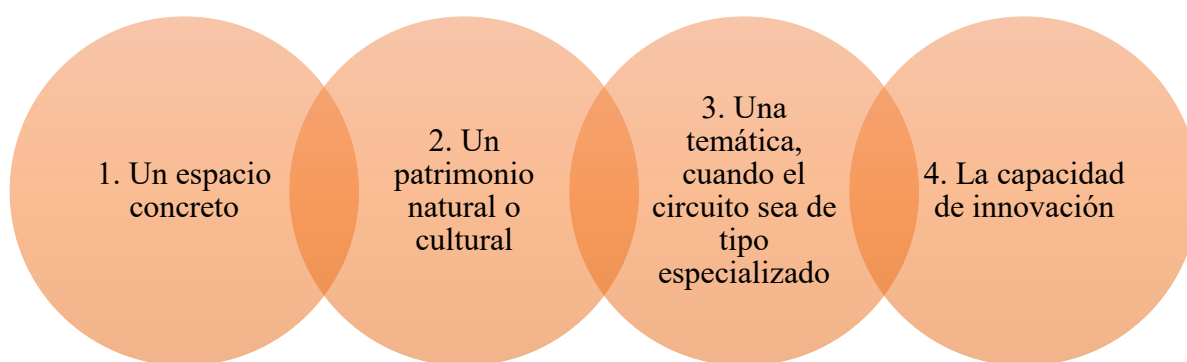 1. Un espacio
concreto
2. Un
patrimonio
natural o
cultural
3. Una
temática,
cuando el
circuito sea de
tipo
especializado
4. La capacidad
de innovación